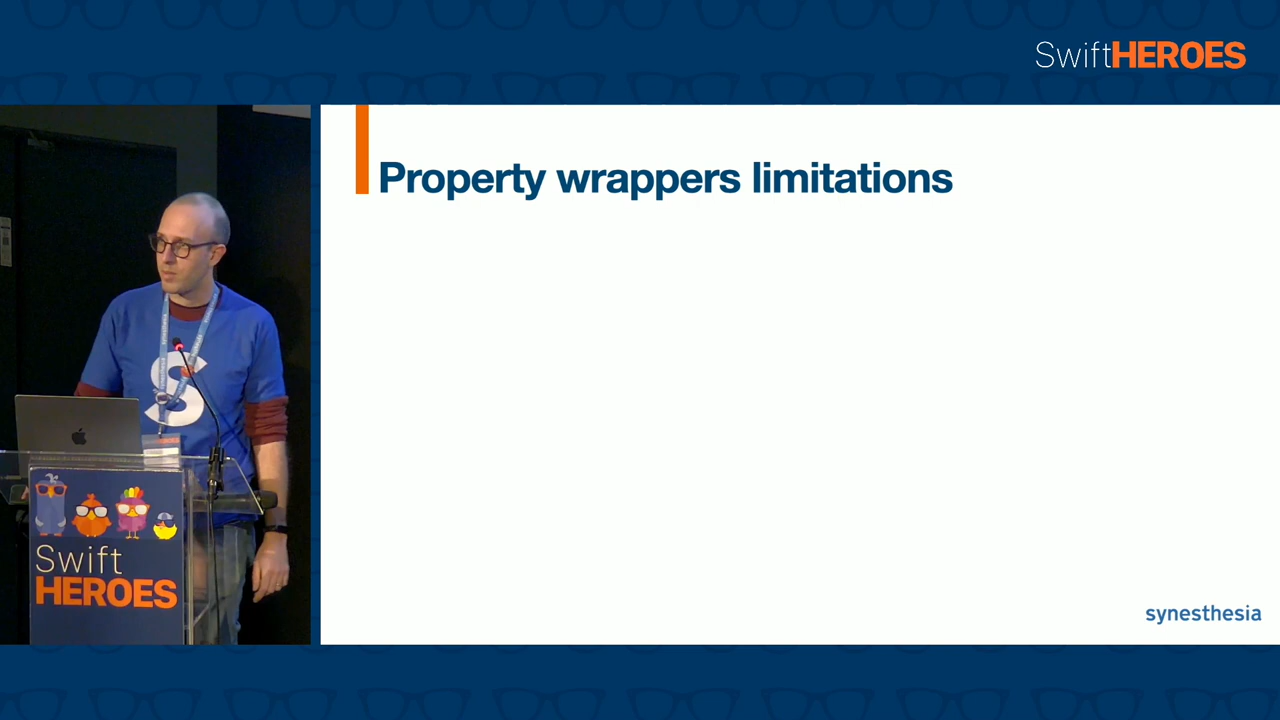 SwiftHEROES
Property wrappers limitations
S
Swift
HEROES
synesthesia